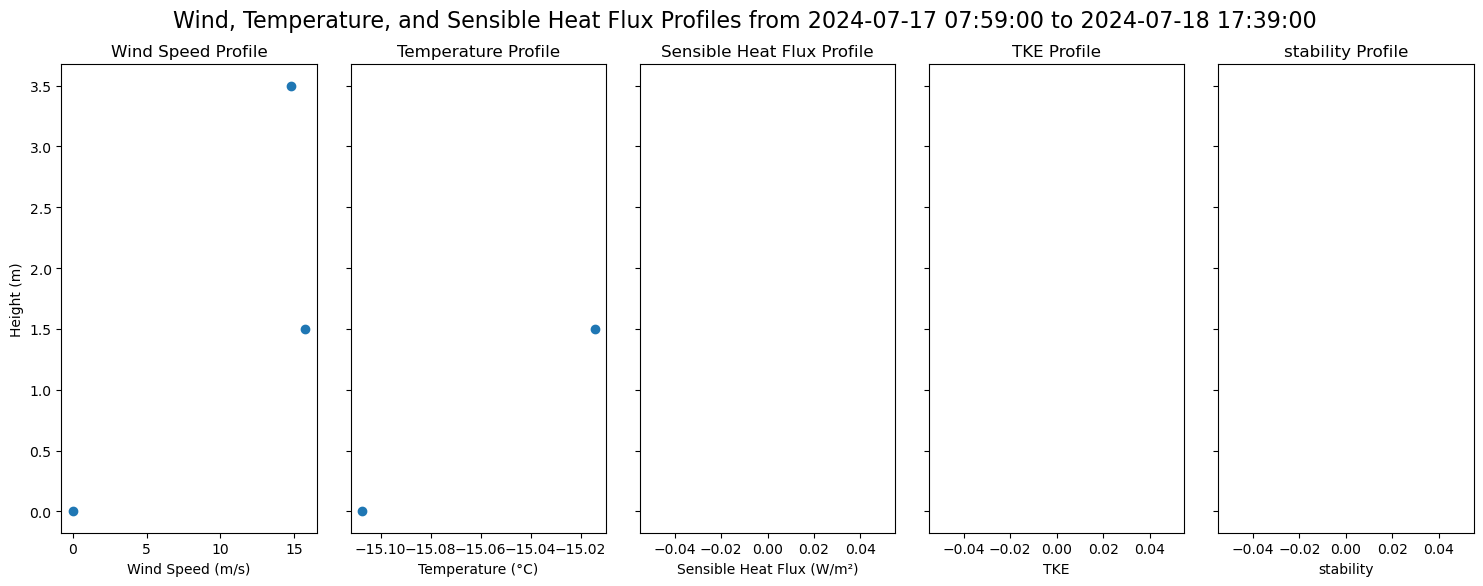 Wind, Temperature, and Sensible Heat Flux Profiles from 2024-07-17 07:59:00 to 2024-07-18 17:39:00
Wind Speed Profile
Temperature Profile
Sensible Heat Flux Profile
TKE Profile
stability Profile
Height (m)
3.5
3.0
2.5
2.0
1.5
1.0
0.5
0.0
0 5 10 15
−15.10 −15.08 −15.06 −15.04 −15.02
−0.04 −0.02 0.00 0.02 0.04
−0.04 −0.02 0.00 0.02 0.04
−0.04 −0.02 0.00 0.02 0.04
Wind Speed (m/s)
Temperature (°C)
Sensible Heat Flux (W/m²)
TKE
stability